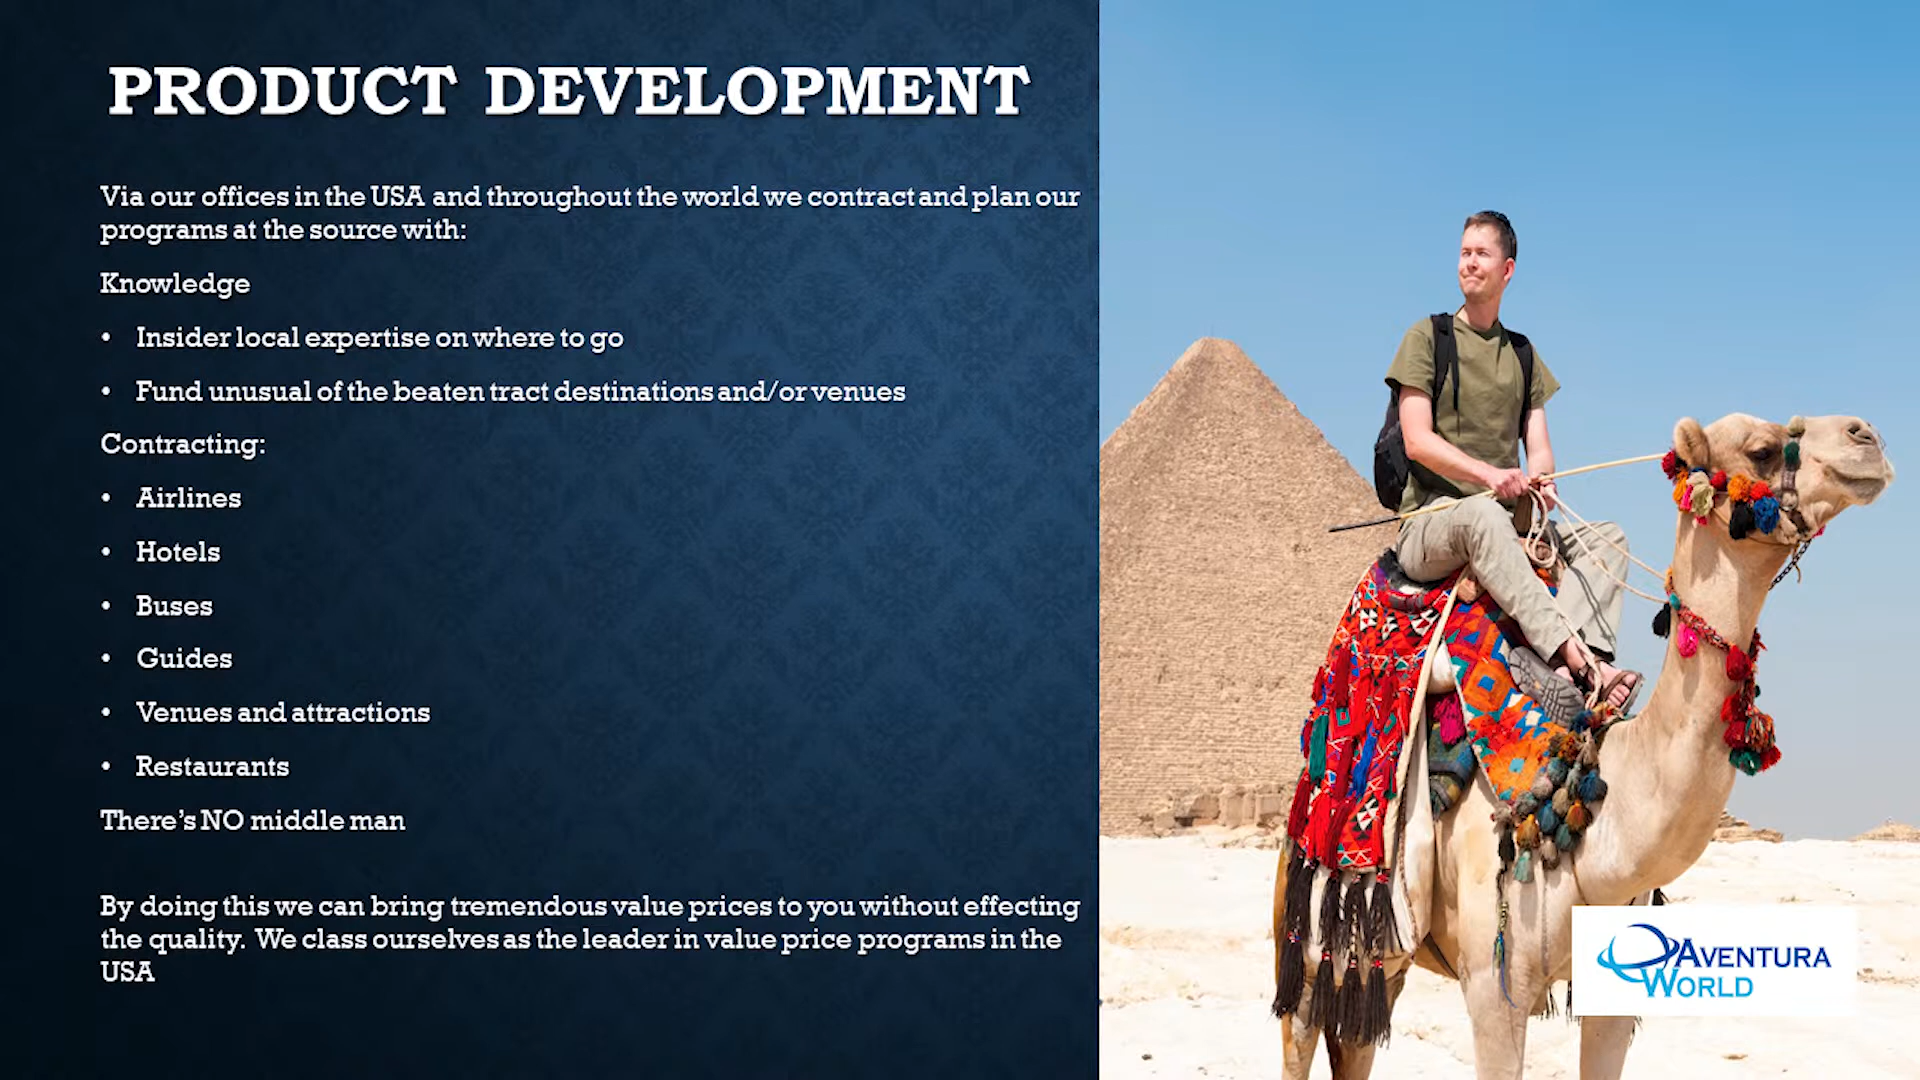 PRODUCT DEVELOPMENT
Via our offices in the USA and throughout the world we contract and plan our
programs at the source with:
Knowledge
• Insider local expertise on where to go
• Fund unusual of the beaten tract destinations and/or venues
Contracting:
• Airlines
• Hotels
• Buses
• Guides
• Venues and attractions
• Restaurants
There's NO middle man
By doing this we can bring tremendous value prices to you without effecting
the quality. We class ourselves as the leader in value price programs in the
USA
AVENTURA
WORLD